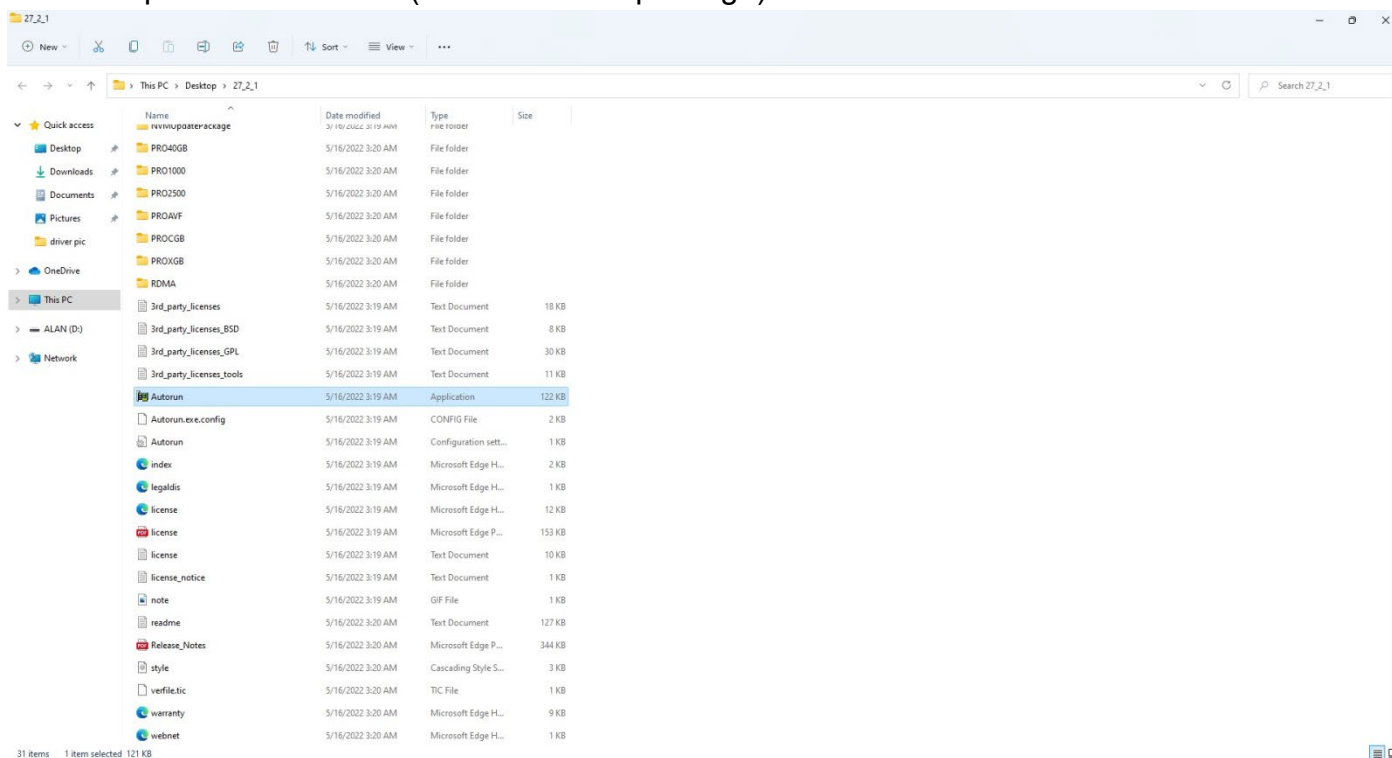 27_2_1
New Sort View ...
This PC > Desktop > 27_2_1 Search 27_2_1
Name Date modified Type Size
Quick access
Desktop
Downloads
Documents
Pictures
driver pic
OneDrive
This PC
ALAN (D:)
Network
NVMUpdatePackage 5/16/2022 3:19 AM File folder
PRO40GB 5/16/2022 3:20 AM File folder
PRO1000 5/16/2022 3:20 AM File folder
PRO2500 5/16/2022 3:20 AM File folder
PROAVF 5/16/2022 3:20 AM File folder
PROCGB 5/16/2022 3:20 AM File folder
PROXGB 5/16/2022 3:20 AM File folder
RDMA 5/16/2022 3:20 AM File folder
3rd_party_licenses 5/16/2022 3:19 AM Text Document 18 KB
3rd_party_licenses_BSD 5/16/2022 3:19 AM Text Document 8 KB
3rd_party_licenses_GPL 5/16/2022 3:19 AM Text Document 30 KB
3rd_party_licenses_tools 5/16/2022 3:19 AM Text Document 11 KB
Autorun 5/16/2022 3:19 AM Application 122 KB
Autorun.exe.config 5/16/2022 3:19 AM CONFIG File 2 KB
Autorun 5/16/2022 3:19 AM Configuration sett... 1 KB
index 5/16/2022 3:19 AM Microsoft Edge H... 2 KB
legaldis 5/16/2022 3:19 AM Microsoft Edge H... 1 KB
license 5/16/2022 3:19 AM Microsoft Edge H... 12 KB
license 5/16/2022 3:19 AM Microsoft Edge P... 153 KB
license 5/16/2022 3:19 AM Text Document 10 KB
license_notice 5/16/2022 3:19 AM Text Document 1 KB
note 5/16/2022 3:19 AM GIF File 1 KB
readme 5/16/2022 3:20 AM Text Document 127 KB
Release_Notes 5/16/2022 3:20 AM Microsoft Edge P... 344 KB
style 5/16/2022 3:20 AM Cascading Style S... 3 KB
verfile.tic 5/16/2022 3:20 AM TIC File 1 KB
warranty 5/16/2022 3:20 AM Microsoft Edge H... 9 KB
webnet 5/16/2022 3:20 AM Microsoft Edge H... 1 KB
31 items 1 item selected 121 KB